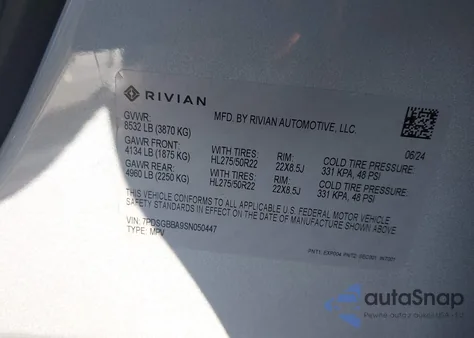 RIVIAN
MFD. BY RIVIAN AUTOMOTIVE, LLC.
06/24
GVWR:
8532 LB (3870 KG)
GAWR FRONT: WITH TIRES: RIM: COLD TIRE PRESSURE:
4134 LB (1875 KG) HL275/50R22 22X8.5J 331 KPA, 48 PSI
GAWR REAR: WITH TIRES: RIM: COLD TIRE PRESSURE:
4960 LB (2250 KG) HL275/50R22 22X8.5J 331 KPA, 48 PSI
THIS VEHICLE CONFORMS TO ALL APPLICABLE U.S. FEDERAL MOTOR VEHICLE
SAFETY STANDARDS IN EFFECT ON THE DATE OF MANUFACTURE SHOWN
ABOVE.
VIN: 7PDSGBBA9SN050447
TYPE: MPV
autoSnap